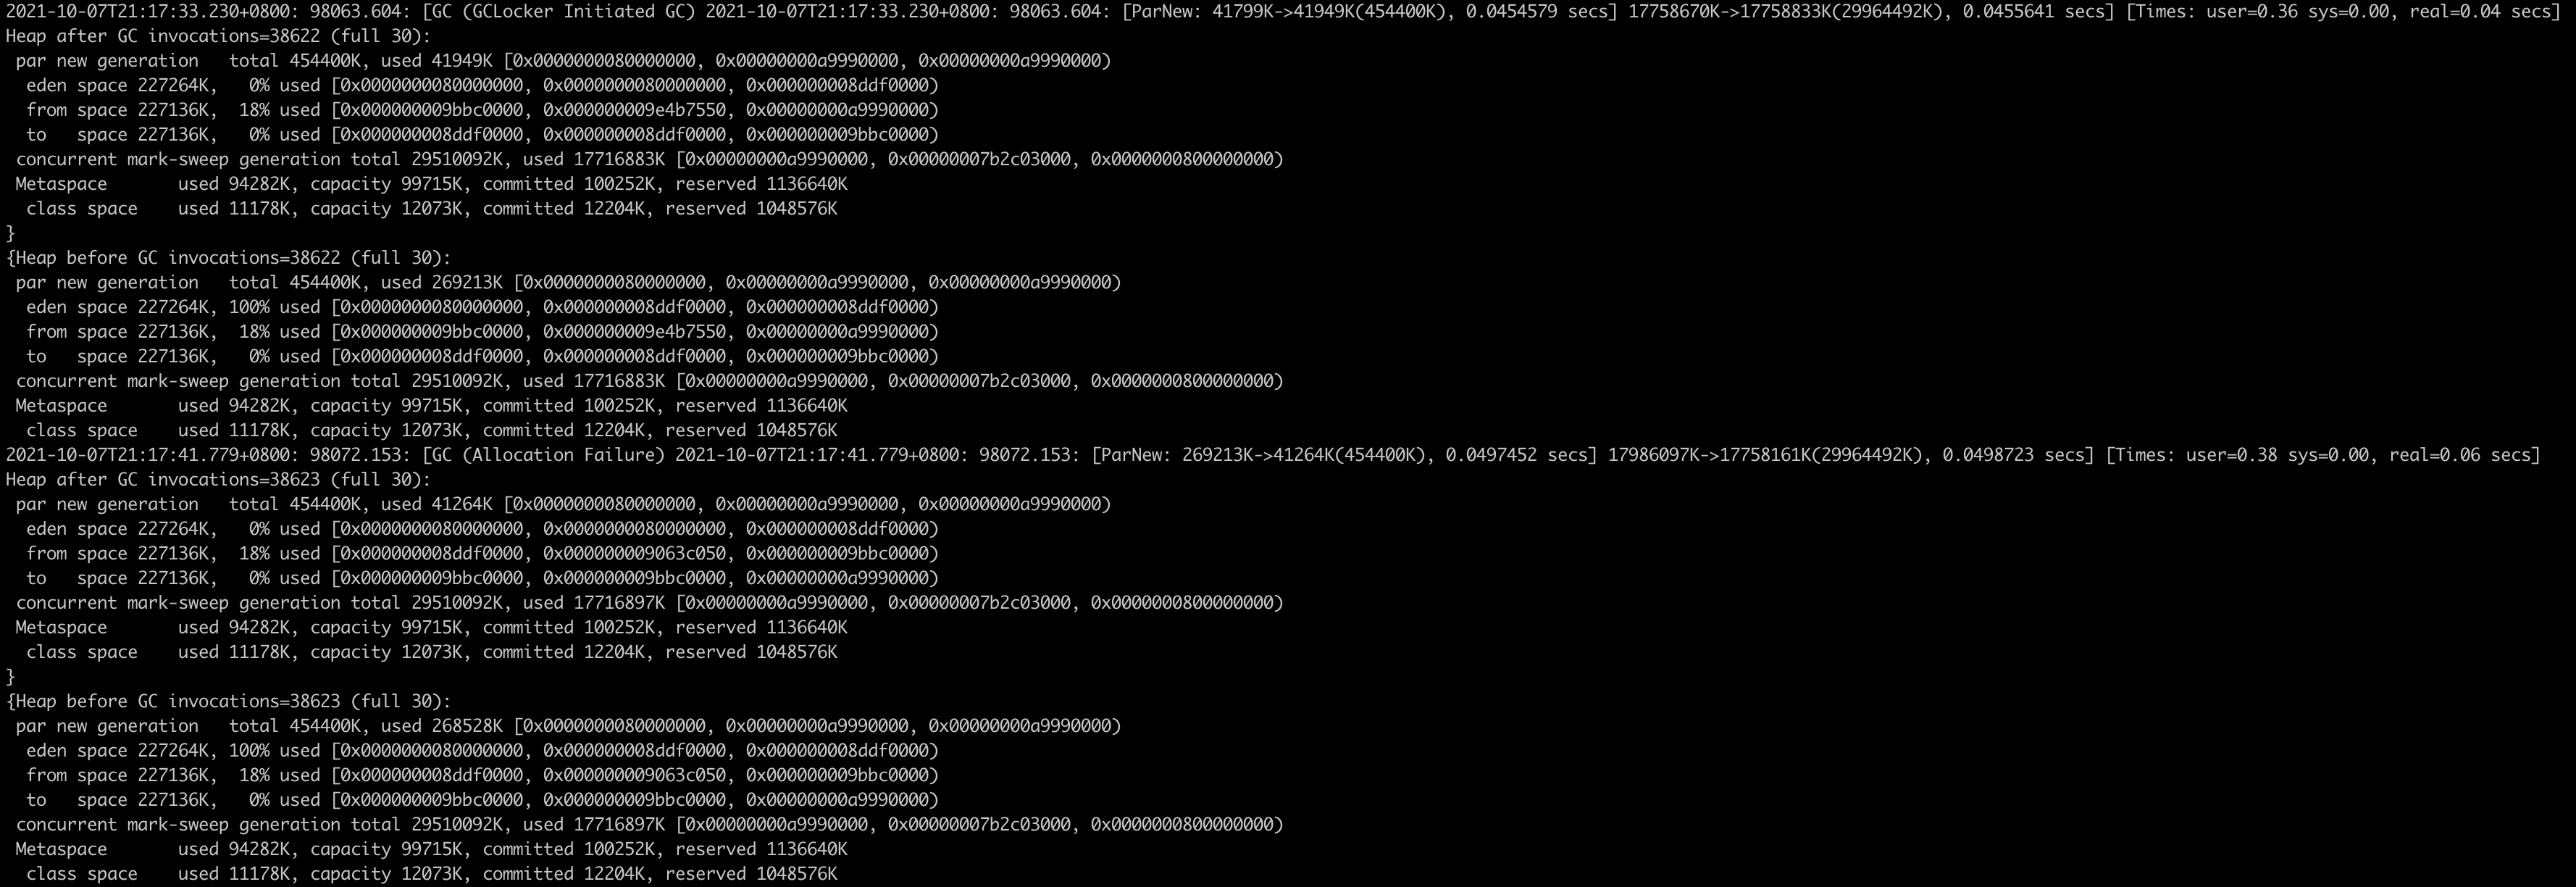 2021-10-07T21:17:33.230+0800: 98063.604: [GC (GCLocker Initiated GC) 2021-10-07T21:17:33.230+0800: 98063.604: [ParNew: 41799K->41949K(454400K), 0.0454579 secs] 17758670K->17758833K(29964492K), 0.0455641 secs] [Times: user=0.36 sys=0.00, real=0.04 secs]
Heap after GC invocations=38622 (full 30):
 par new generation   total 454400K, used 41949K [0x0000000080000000, 0x00000000a9990000, 0x00000000a9990000)
  eden space 227264K,   0% used [0x0000000080000000, 0x0000000080000000, 0x000000008ddf0000)
  from space 227136K,  18% used [0x000000009bbc0000, 0x000000009e4b7550, 0x00000000a9990000)
  to   space 227136K,   0% used [0x000000008ddf0000, 0x000000008ddf0000, 0x000000009bbc0000)
 concurrent mark-sweep generation total 29510092K, used 17716883K [0x00000000a9990000, 0x00000007b2c03000, 0x0000000800000000)
 Metaspace       used 94282K, capacity 99715K, committed 100252K, reserved 1136640K
  class space    used 11178K, capacity 12073K, committed 12204K, reserved 1048576K
}
{Heap before GC invocations=38622 (full 30):
 par new generation   total 454400K, used 269213K [0x0000000080000000, 0x00000000a9990000, 0x00000000a9990000)
  eden space 227264K, 100% used [0x0000000080000000, 0x000000008ddf0000, 0x000000008ddf0000)
  from space 227136K,  18% used [0x000000009bbc0000, 0x000000009e4b7550, 0x00000000a9990000)
  to   space 227136K,   0% used [0x000000008ddf0000, 0x000000008ddf0000, 0x000000009bbc0000)
 concurrent mark-sweep generation total 29510092K, used 17716883K [0x00000000a9990000, 0x00000007b2c03000, 0x0000000800000000)
 Metaspace       used 94282K, capacity 99715K, committed 100252K, reserved 1136640K
  class space    used 11178K, capacity 12073K, committed 12204K, reserved 1048576K
2021-10-07T21:17:41.779+0800: 98072.153: [GC (Allocation Failure) 2021-10-07T21:17:41.779+0800: 98072.153: [ParNew: 269213K->41264K(454400K), 0.0497452 secs] 17986097K->17758161K(29964492K), 0.0498723 secs] [Times: user=0.38 sys=0.00, real=0.06 secs]
Heap after GC invocations=38623 (full 30):
 par new generation   total 454400K, used 41264K [0x0000000080000000, 0x00000000a9990000, 0x00000000a9990000)
  eden space 227264K,   0% used [0x0000000080000000, 0x0000000080000000, 0x000000008ddf0000)
  from space 227136K,  18% used [0x000000008ddf0000, 0x000000009063c050, 0x000000009bbc0000)
  to   space 227136K,   0% used [0x000000009bbc0000, 0x000000009bbc0000, 0x00000000a9990000)
 concurrent mark-sweep generation total 29510092K, used 17716897K [0x00000000a9990000, 0x00000007b2c03000, 0x0000000800000000)
 Metaspace       used 94282K, capacity 99715K, committed 100252K, reserved 1136640K
  class space    used 11178K, capacity 12073K, committed 12204K, reserved 1048576K
}
{Heap before GC invocations=38623 (full 30):
 par new generation   total 454400K, used 268528K [0x0000000080000000, 0x00000000a9990000, 0x00000000a9990000)
  eden space 227264K, 100% used [0x0000000080000000, 0x000000008ddf0000, 0x000000008ddf0000)
  from space 227136K,  18% used [0x000000008ddf0000, 0x000000009063c050, 0x000000009bbc0000)
  to   space 227136K,   0% used [0x000000009bbc0000, 0x000000009bbc0000, 0x00000000a9990000)
 concurrent mark-sweep generation total 29510092K, used 17716897K [0x00000000a9990000, 0x00000007b2c03000, 0x0000000800000000)
 Metaspace       used 94282K, capacity 99715K, committed 100252K, reserved 1136640K
  class space    used 11178K, capacity 12073K, committed 12204K, reserved 1048576K